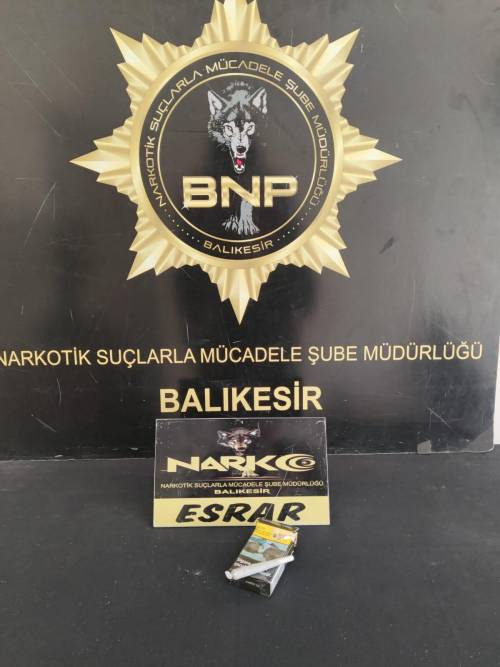 NARKOTİK SUÇLARLA MÜCADELE ŞUBE MÜDÜRLÜĞÜ
BNP
BALIKESİR
NARKOTİK SUÇLARLA MÜCADELE ŞUBE MÜDÜRLÜĞÜ
BALIKESİR
NARKO
NARKOTİK SUÇLARLA MÜCADELE ŞUBE MÜDÜRLÜĞÜ
BALIKESİR
ESRAR